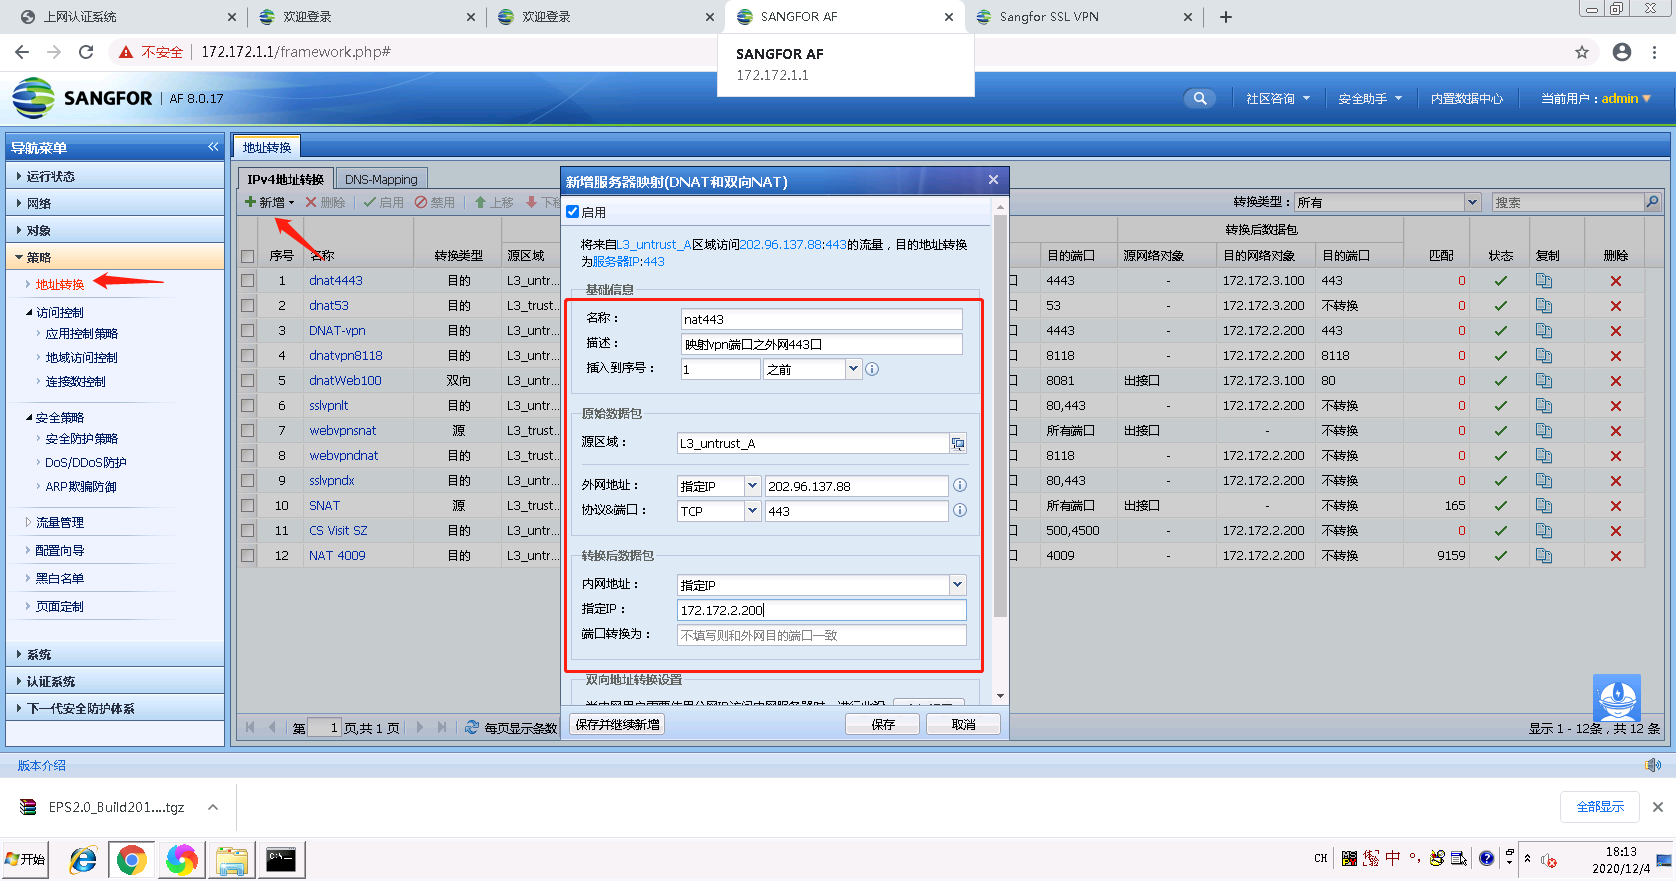 上网认证系统
欢迎登录
欢迎登录
SANGFOR AF
Sangfor SSL VPN
不安全
172.172.1.1/framework.php#
SANGFOR AF
172.172.1.1
SANGFOR
AF 8.0.17
社区咨询
安全助手
内置数据中心
当前用户：admin
导航菜单
运行状态
网络
对象
策略
地址转换
访问控制
应用控制策略
地域访问控制
连接数控制
安全策略
安全防护策略
DoS/DDoS防护
ARP欺骗防御
流量管理
配置向导
黑白名单
页面定制
系统
认证系统
下一代安全防护体系
地址转换
IPv4地址转换
DNS-Mapping
新增 删除 启用 禁用 上移 下移
转换类型： 所有 搜索
转换后数据包
序号 名称 转换类型 源区域 目的端口 源网络对象 目的网络对象 目的端口 匹配 状态 复制 删除
1 dnat4443 目的 L3_untr... 口 4443 - 172.172.3.100 443 0
2 dnat53 目的 L3_trust... 口 53 - 172.172.3.100 不转换 0
3 DNAT-vpn 目的 L3_untr... 口 4443 - 172.172.2.200 443 0
4 dnatvpn8118 目的 L3_untr... 口 8118 - 172.172.2.200 8118 0
5 dnatWeb100 双向 L3_untr... 口 8081 出接口 172.172.3.100 80 0
6 sslvpnlt 目的 L3_untr... 口 80,443 - 172.172.2.200 不转换 0
7 webvpnsnat 源 L3_trust... 口 所有端口 出接口 - 不转换 0
8 webvpndnat 目的 L3_trust... 口 8118 - 172.172.2.200 不转换 0
9 sslvpndx 目的 L3_untr... 口 80,443 - 172.172.2.200 不转换 0
10 SNAT 源 L3_trust... 口 所有端口 出接口 - 不转换 165
11 CS Visit SZ 目的 L3_untr... 口 500,4500 - 172.172.2.200 不转换 0
12 NAT 4009 目的 L3_untr... 口 4009 - 172.172.2.200 不转换 9159
新增服务器映射(DNAT和双向NAT)
启用
将来自L3_untrust_A区域访问202.96.137.88:443的流量，目的地址转换
为服务器IP:443
基础信息
名称： nat443
描述： 映射vpn端口之外网443口
插入到序号： 1 之前
原始数据包
源区域： L3_untrust_A
外网地址： 指定IP 202.96.137.88
协议&端口： TCP 443
转换后数据包
内网地址： 指定IP
指定IP： 172.172.2.200
端口转换为： 不填写则和外网目的端口一致
双向地址转换设置
保存并继续新增 保存 取消
第 1 页,共 1 页 每页显示条数
显示 1 - 12条，共 12 条
版本介绍
EPS2.0_Build201....tgz
全部显示
开始
CH
中
18:13
2020/12/4